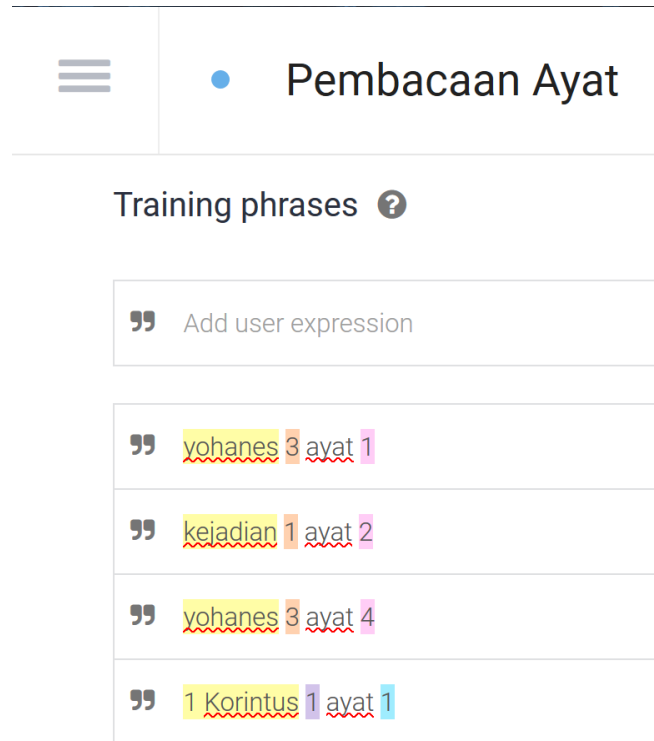 Pembacaan Ayat
Training phrases ?
Add user expression
yohanes 3 ayat 1
kejadian 1 ayat 2
yohanes 3 ayat 4
1 Korintus 1 ayat 1